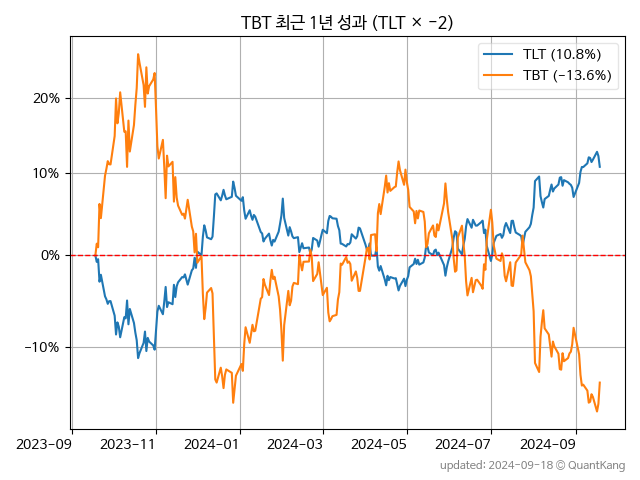 TBT 최근 1년 성과 (TLT × -2)
TLT (10.8%)
TBT (-13.6%)
20%
10%
0%
-10%
2023-09
2023-11
2024-01
2024-03
2024-05
2024-07
2024-09
updated: 2024-09-18 © QuantKang